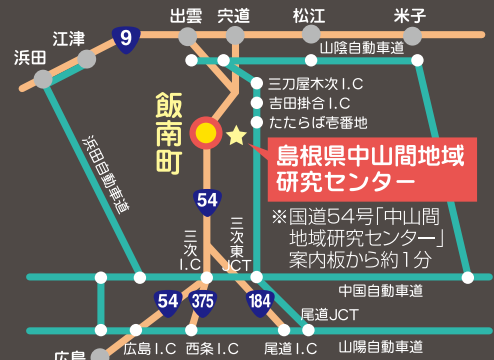 出雲 宍道 松江 米子
9
江津
浜田
山陰自動車道
三刀屋木次I.C
吉田掛合I.C
たたらば壱番地
飯南町
島根県中山間地域
研究センター
浜田自動車道
54
※国道54号「中山間
地域研究センター」
案内板から約1分
三次
I.C
三次東
JCT
中国自動車道
54 375 184
尾道JCT
広島I.C 西条I.C 尾道I.C 山陽自動車道
広島